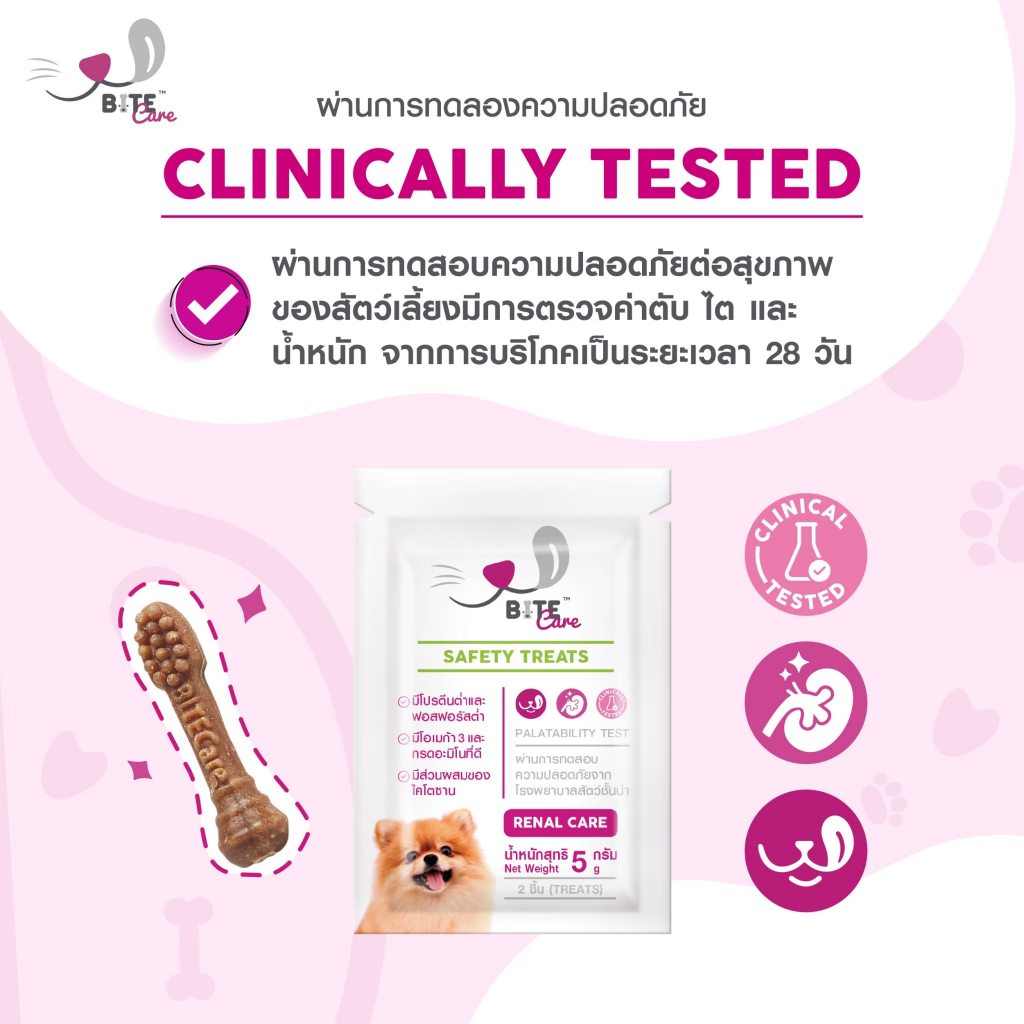 BITE™
Care
ผ่านการทดลองความปลอดภัย
CLINICALLY TESTED
ผ่านการทดสอบความปลอดภัยต่อสุขภาพ
ของสัตว์เลี้ยงมีการตรวจค่าตับ ไต และ
น้ำหนัก จากการบริโภคเป็นระยะเวลา 28 วัน
BITECare
BITE™
Care
SAFETY TREATS
มีโปรตีนต่ำและ
ฟอสฟอรัสต่ำ
มีโอเมก้า 3 และ
กรดอะมิโนที่ดี
มีส่วนผสมของ
ไคโตซาน
CLINICALLY
TESTED
PALATABILITY TEST
ผ่านการทดสอบ
ความปลอดภัยจาก
โรงพยาบาลสัตว์ชั้นนำ
RENAL CARE
น้ำหนักสุทธิ 5 กรัม
Net Weight g
2 ชิ้น (TREATS)
CLINICAL
TESTED